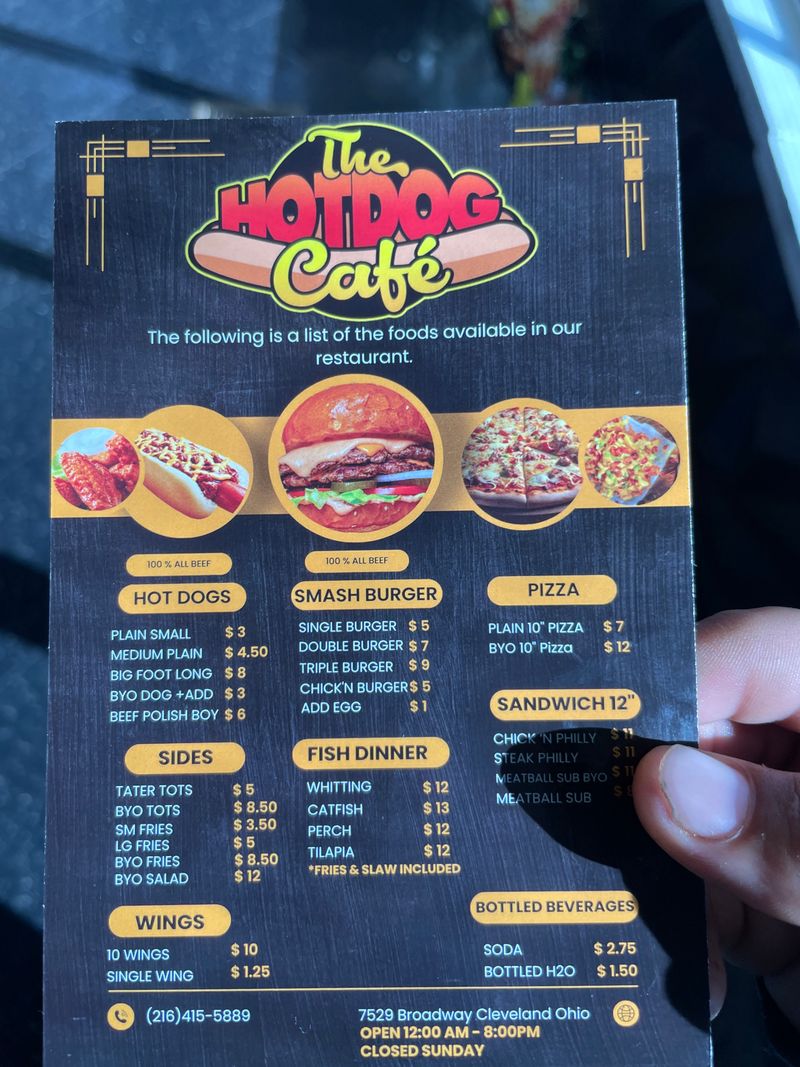 The
HOTDOG
Café
The following is a list of the foods available in our
restaurant.
100 % ALL BEEF
HOT DOGS
PLAIN SMALL $ 3
MEDIUM PLAIN $ 4.50
BIG FOOT LONG $ 8
BYO DOG +ADD $ 3
BEEF POLISH BOY $ 6
100 % ALL BEEF
SMASH BURGER
SINGLE BURGER $ 5
DOUBLE BURGER $ 7
TRIPLE BURGER $ 9
CHICK'N BURGER $ 5
ADD EGG $ 1
PIZZA
PLAIN 10" PIZZA $ 7
BYO 10" Pizza $ 12
SANDWICH 12"
CHICK 'N PHILLY $ 11
STEAK PHILLY $ 11
MEATBALL SUB BYO $ 11
MEATBALL SUB $
SIDES
TATER TOTS $ 5
BYO TOTS $ 8.50
SM FRIES $ 3.50
LG FRIES $ 5
BYO FRIES $ 8.50
BYO SALAD $ 12
FISH DINNER
WHITTING $ 12
CATFISH $ 13
PERCH $ 12
TILAPIA $ 12
*FRIES & SLAW INCLUDED
WINGS
10 WINGS $ 10
SINGLE WING $ 1.25
BOTTLED BEVERAGES
SODA $ 2.75
BOTTLED H2O $ 1.50
(216)415-5889
7529 Broadway Cleveland Ohio
OPEN 12:00 AM - 8:00PM
CLOSED SUNDAY